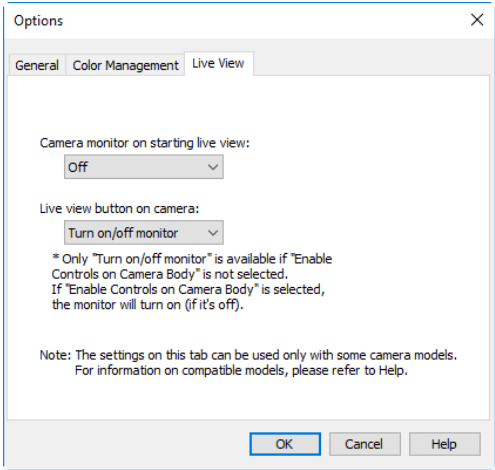 Options
General Color Management Live View
Camera monitor on starting live view:
Off
Live view button on camera:
Turn on/off monitor
* Only "Turn on/off monitor" is available if "Enable
Controls on Camera Body" is not selected.
If "Enable Controls on Camera Body" is selected,
the monitor will turn on (if it's off).
Note: The settings on this tab can be used only with some camera models.
For information on compatible models, please refer to Help.
OK Cancel Help